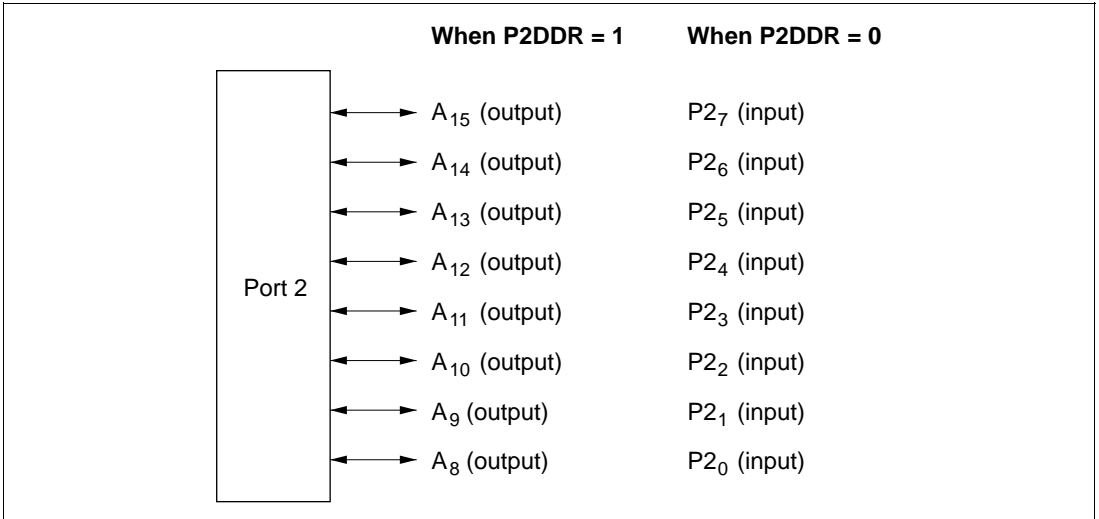 When P2DDR = 1 When P2DDR = 0
A15 (output) P27 (input)
A14 (output) P26 (input)
A13 (output) P25 (input)
A12 (output) P24 (input)
Port 2
A11 (output) P23 (input)
A10 (output) P22 (input)
A9 (output) P21 (input)
A8 (output) P20 (input)